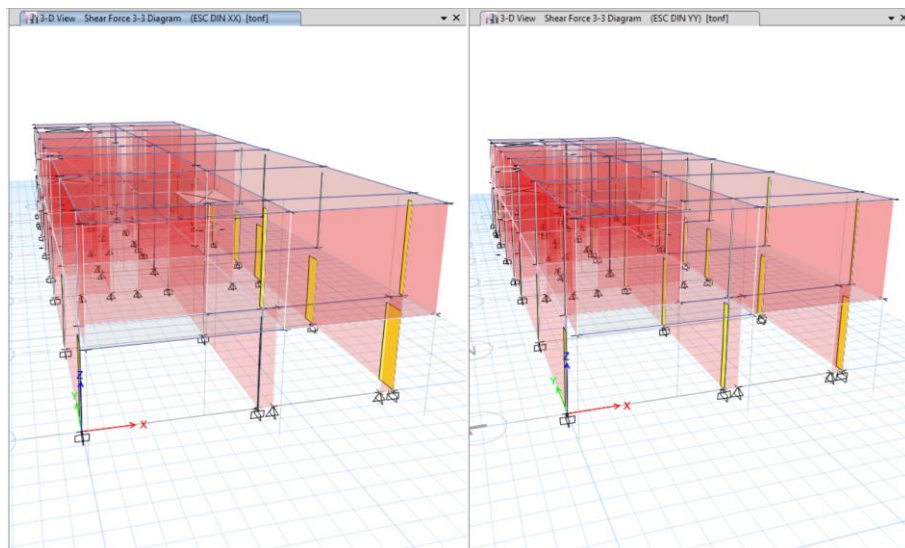 3-D View Shear Force 3-3 Diagram (ESC DIN XX) [tonf]
3-D View Shear Force 3-3 Diagram (ESC DIN YY) [tonf]
Z
Y
X
Z
Y
X